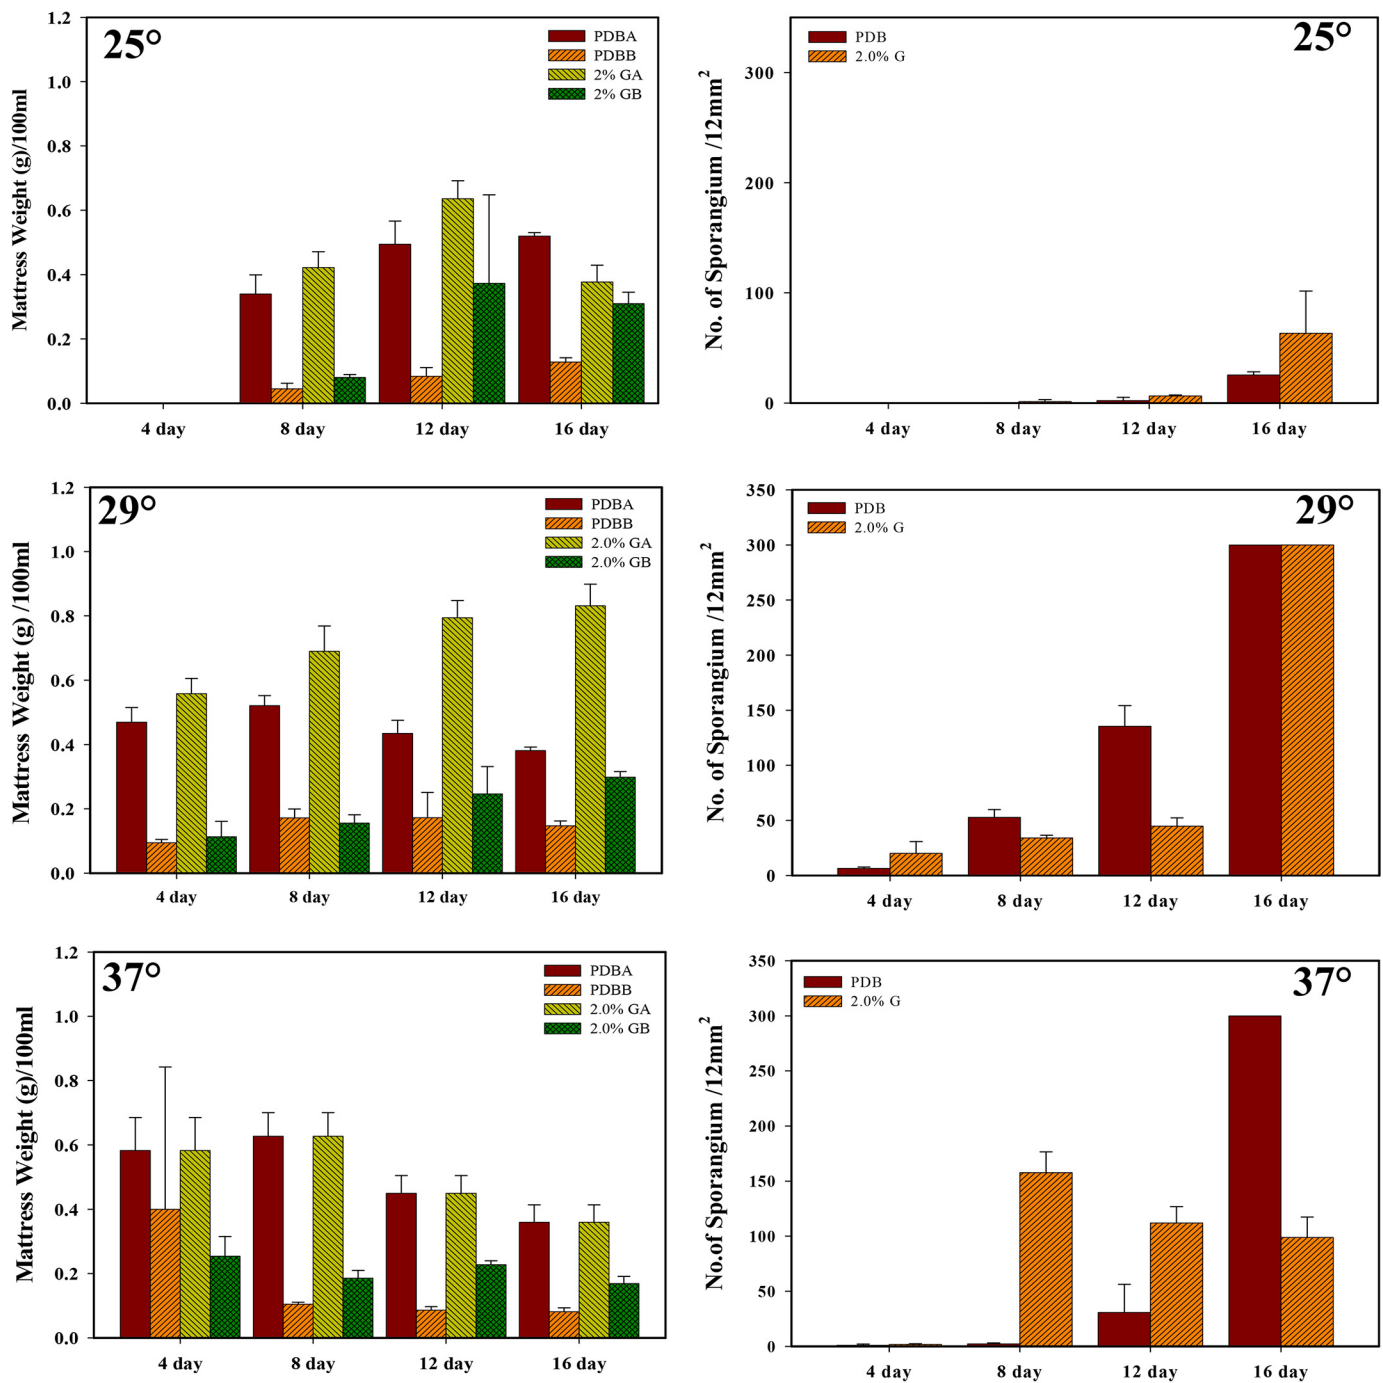 25°
PDBA
PDBB
2% GA
2% GB
Mattress Weight (g)/100ml
1.2
1.0
0.8
0.6
0.4
0.2
0.0
4 day
8 day
12 day
16 day
25°
PDB
2.0% G
No. of Sporangium /12mm²
300
200
100
0
4 day
8 day
12 day
16 day
29°
PDBA
PDBB
2.0% GA
2.0% GB
Mattress Weight (g) /100ml
1.2
1.0
0.8
0.6
0.4
0.2
0.0
4 day
8 day
12 day
16 day
29°
PDB
2.0% G
No. of Sporangium /12mm²
350
300
250
200
150
100
50
0
4 day
8 day
12 day
16 day
37°
PDBA
PDBB
2.0% GA
2.0% GB
Mattress Weight (g)/100ml
1.2
1.0
0.8
0.6
0.4
0.2
0.0
4 day
8 day
12 day
16 day
37°
PDB
2.0% G
No.of Sporangium /12mm²
350
300
250
200
150
100
50
0
4 day
8 day
12 day
16 day